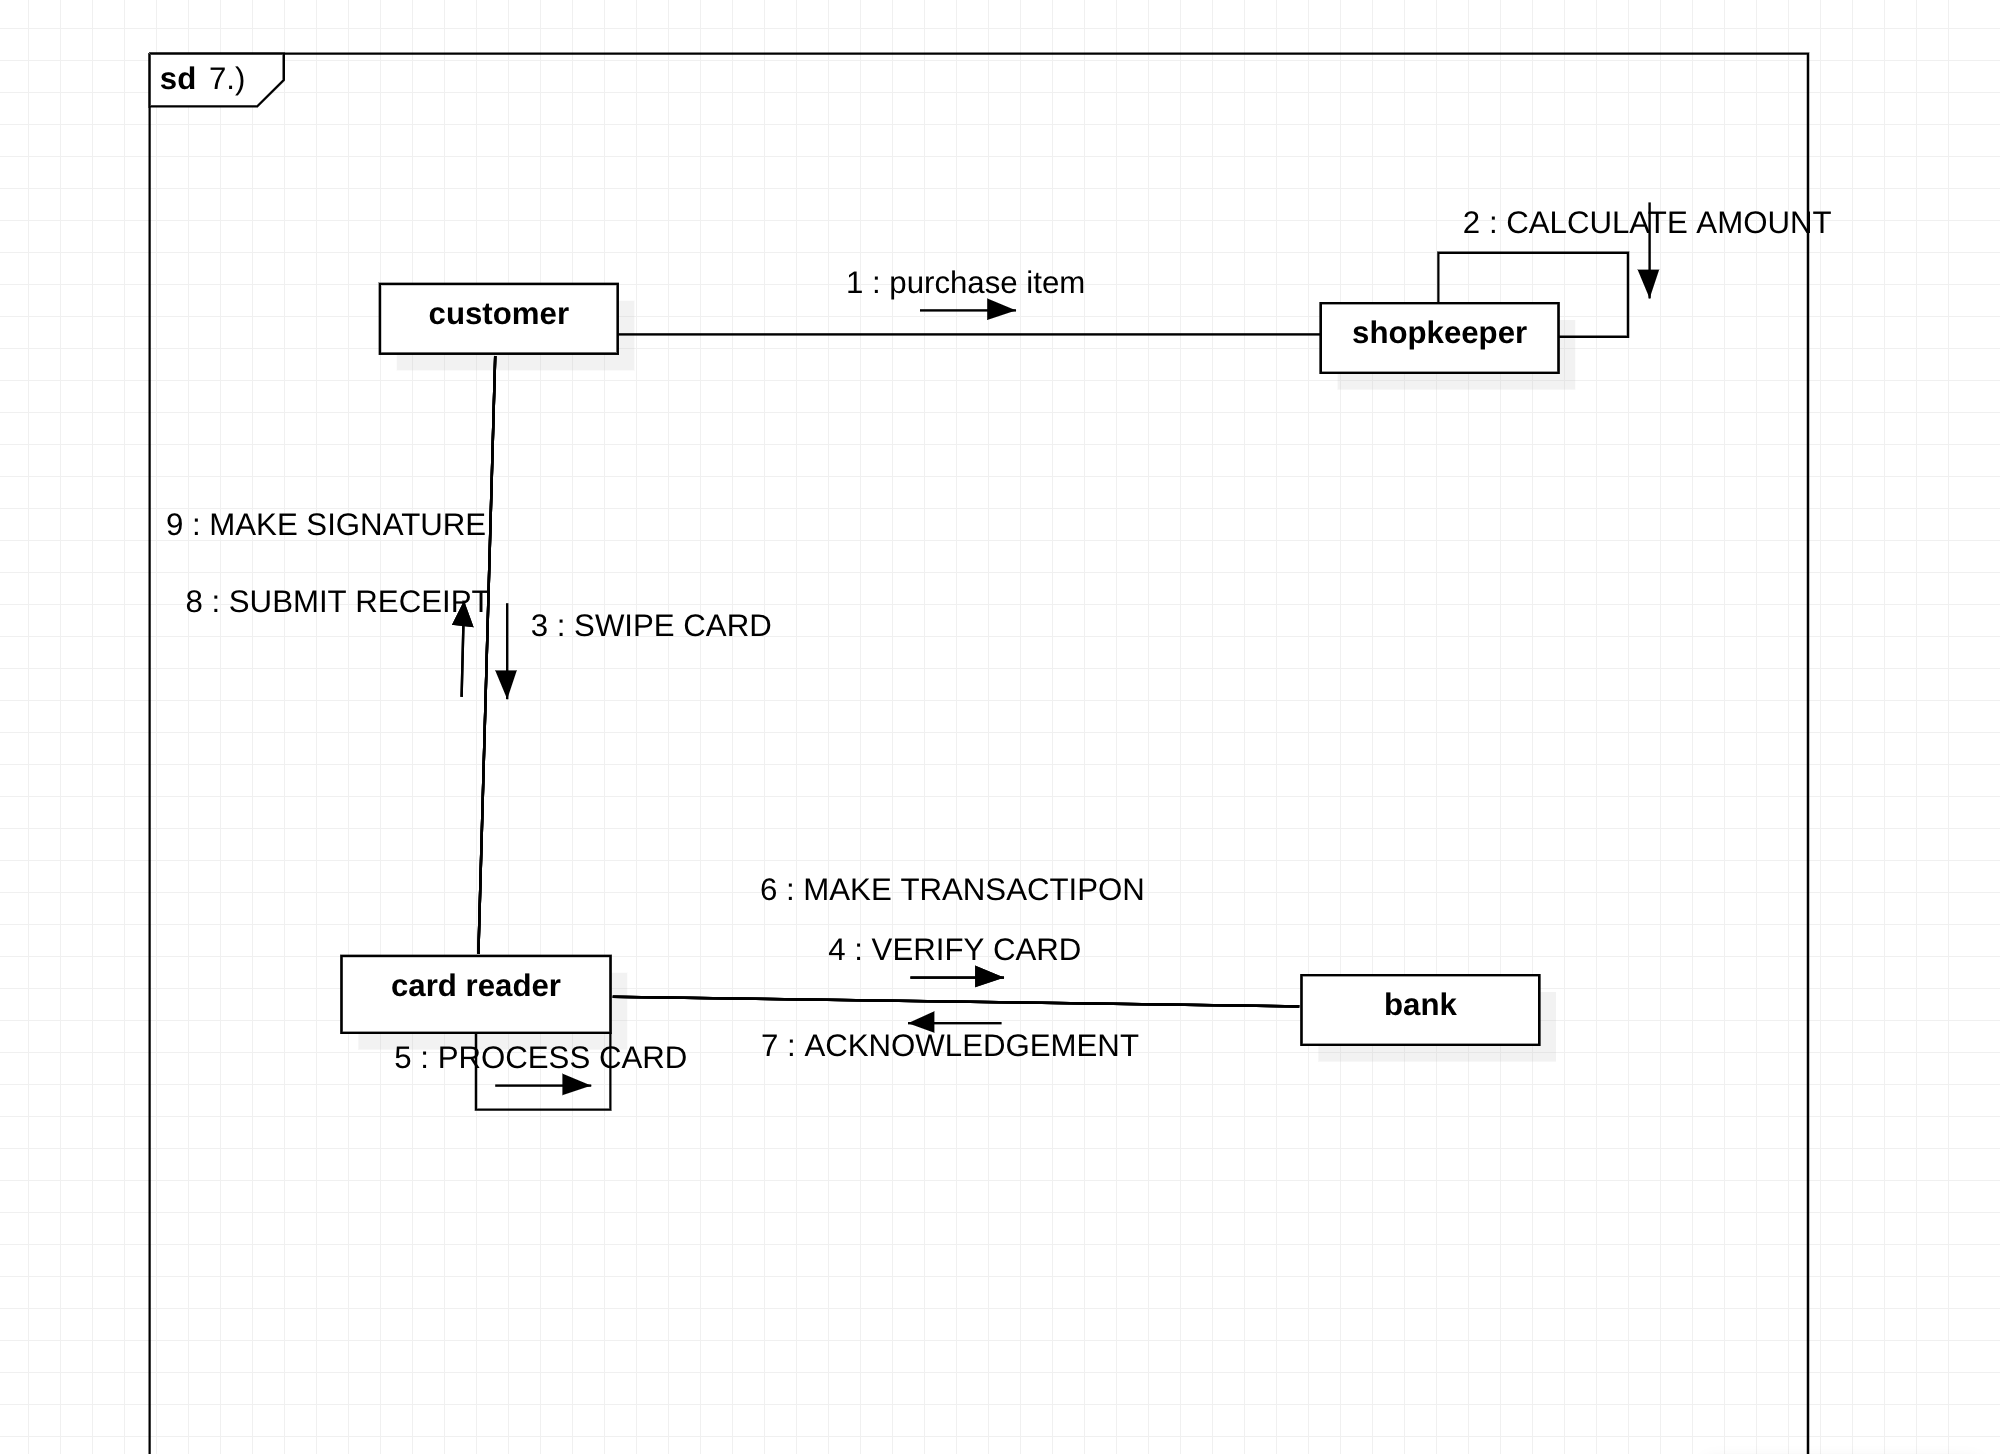 sd 7.)
2 : CALCULATE AMOUNT
1 : purchase item
customer
shopkeeper
9 : MAKE SIGNATURE
8 : SUBMIT RECEIPT
3 : SWIPE CARD
6 : MAKE TRANSACTIPON
4 : VERIFY CARD
card reader
bank
7 : ACKNOWLEDGEMENT
5 : PROCESS CARD